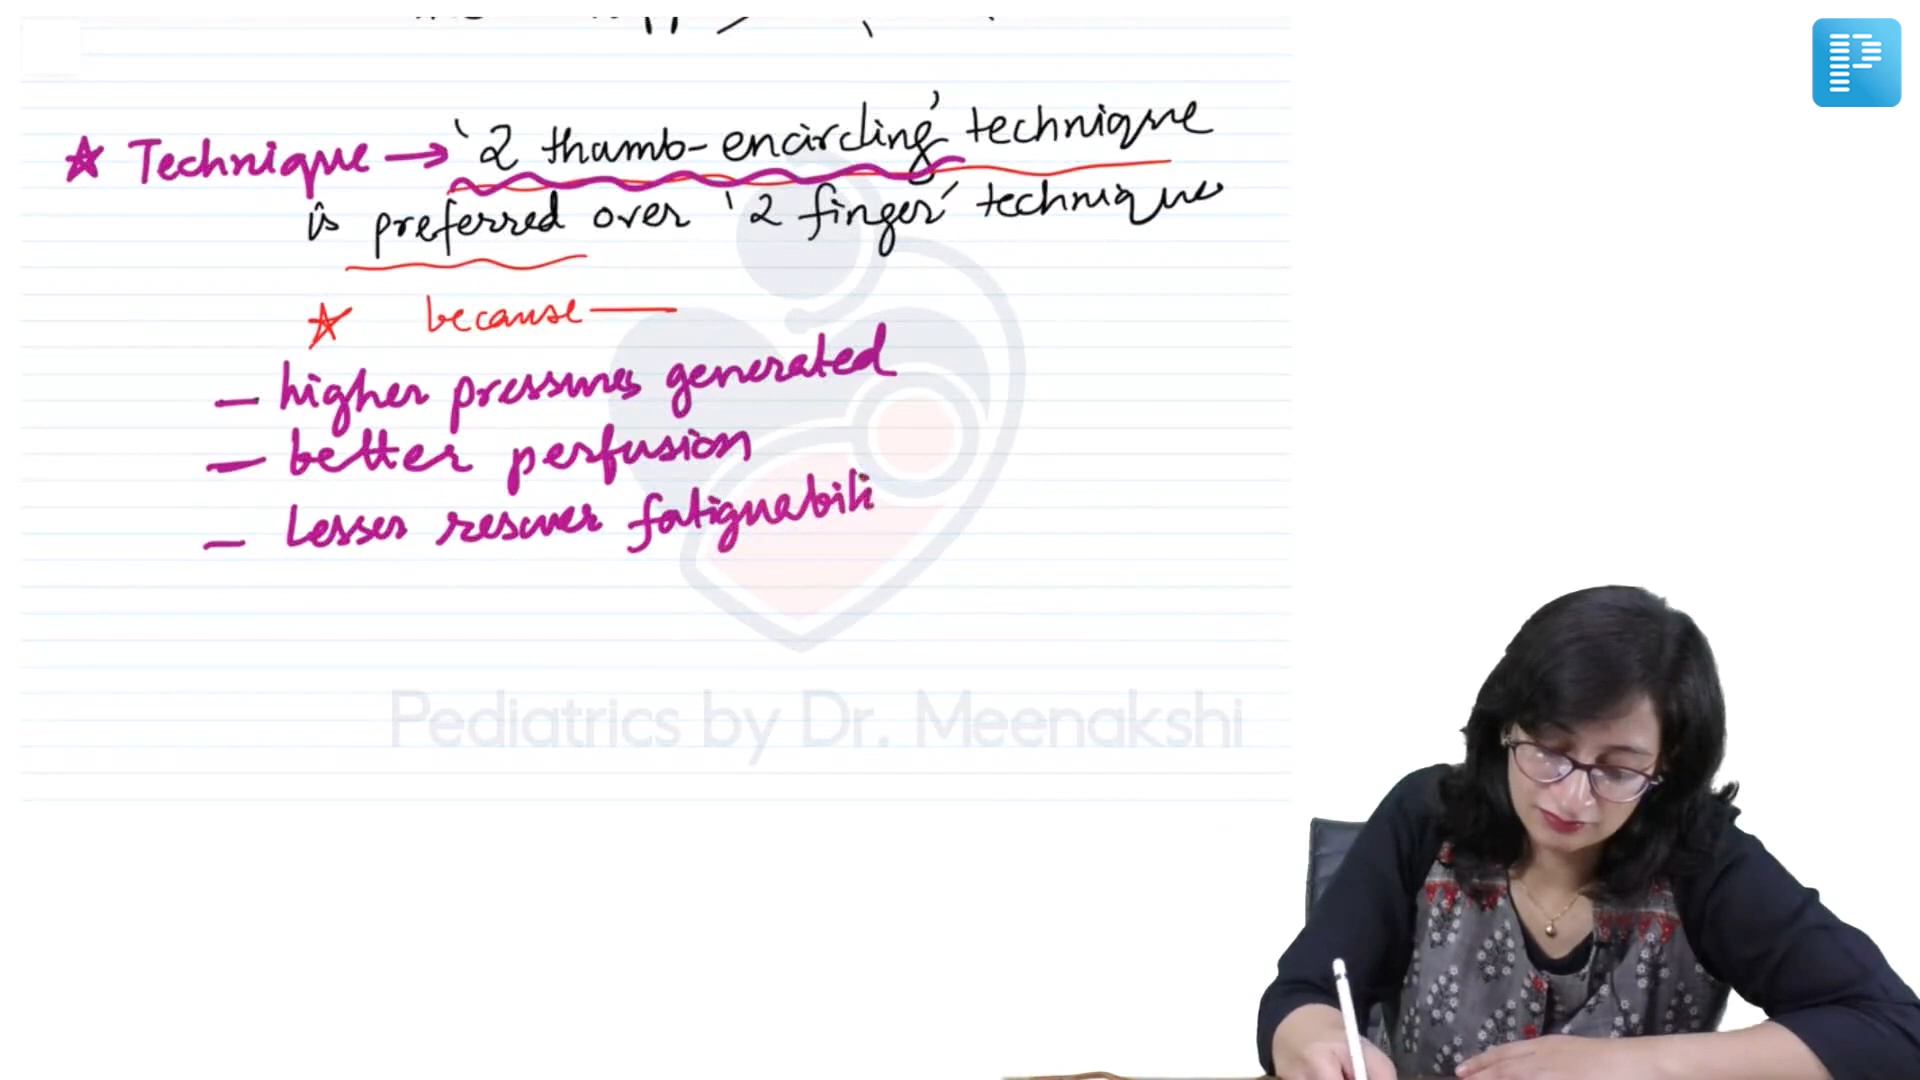 ★ Technique → '2 thumb-encircling' technique
is preferred over '2 finger' technique
★ because —
— higher pressures generated
— better perfusion
— Lesser rescuer fatiguabili
Pediatrics by Dr. Meenakshi